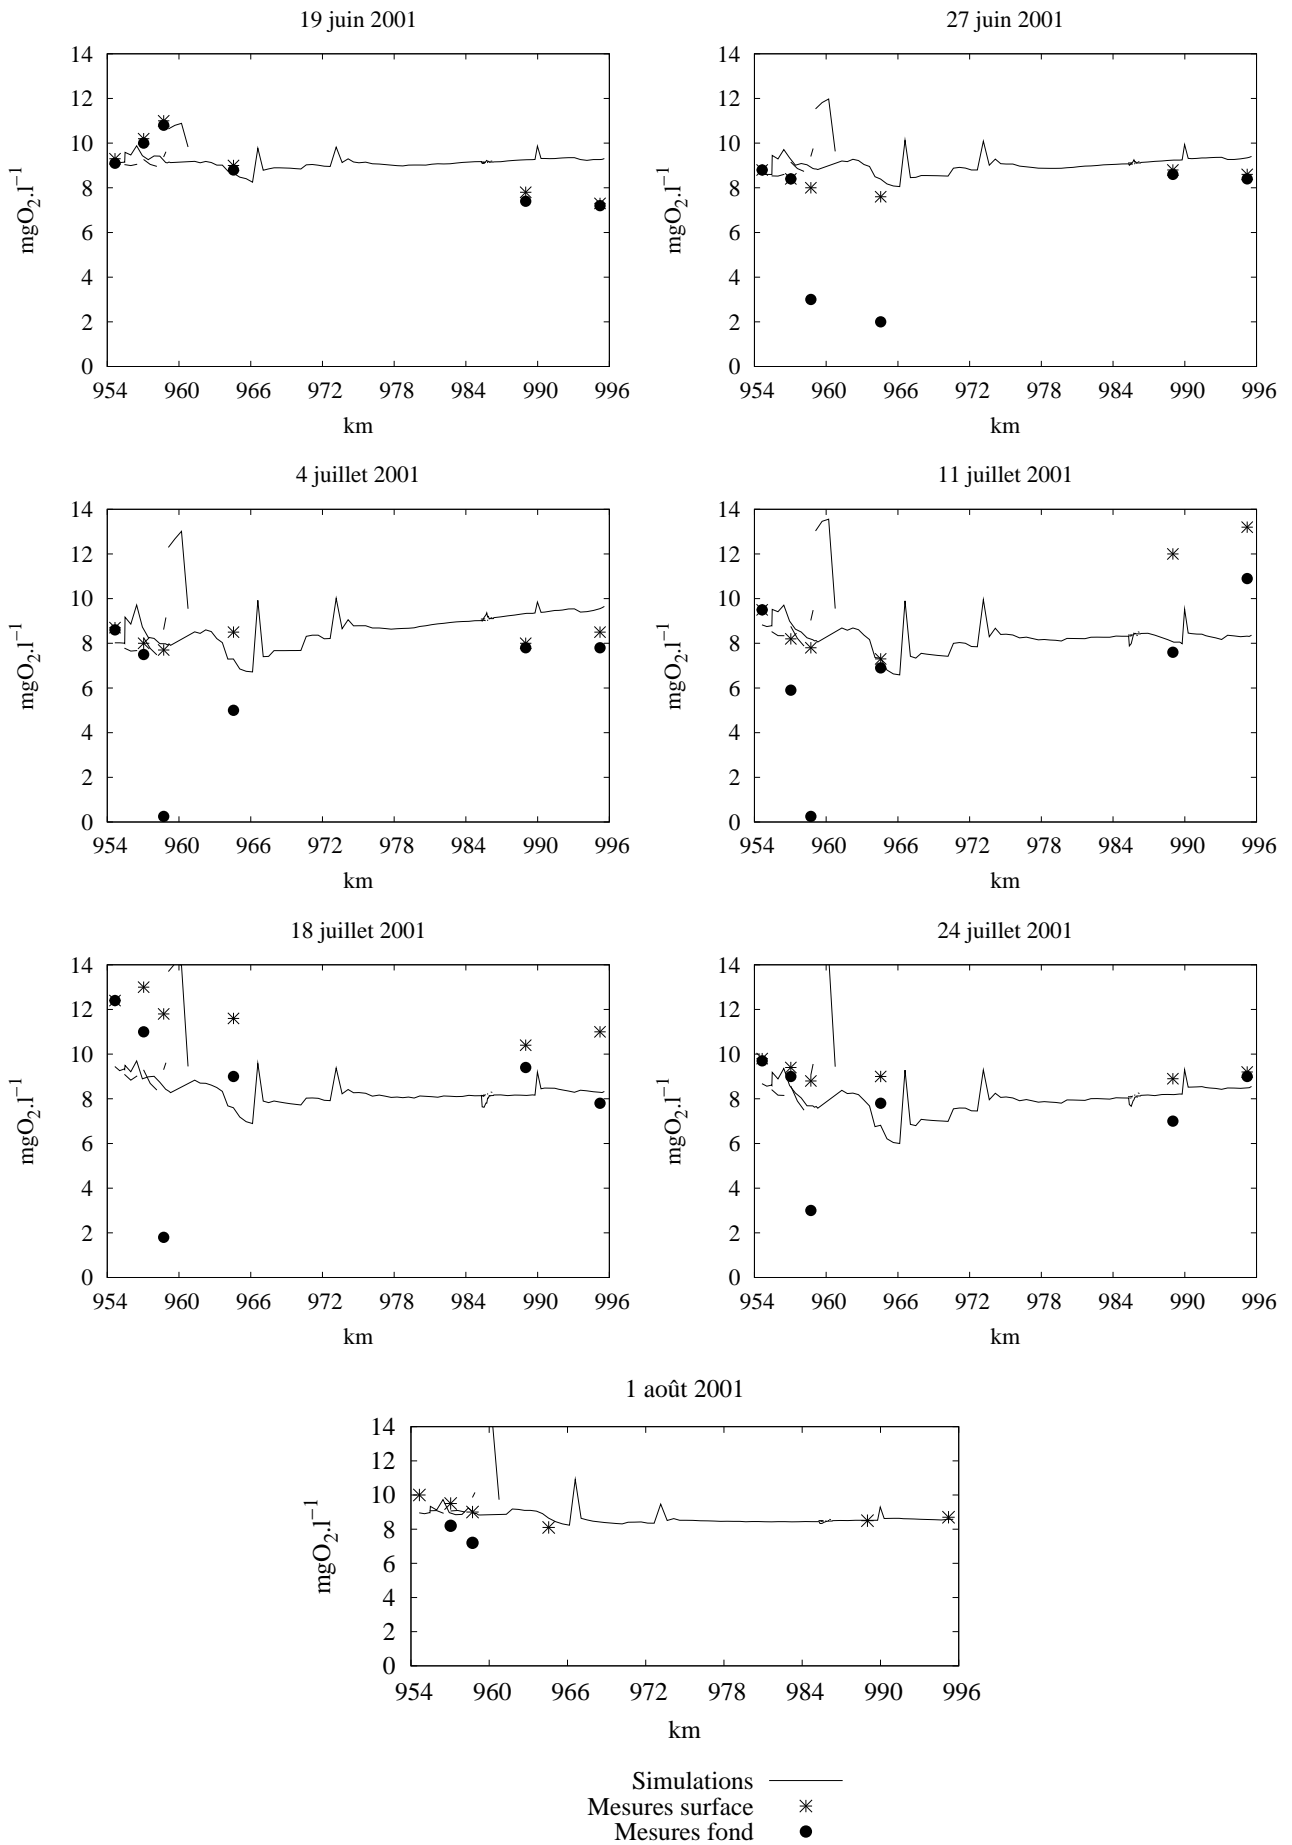 19 juin 2001
27 juin 2001
14 12 10 8 6 4 2 0
mgO2.l−1
954 960 966 972 978 984 990 996
km
14 12 10 8 6 4 2 0
mgO2.l−1
954 960 966 972 978 984 990 996
km
4 juillet 2001
11 juillet 2001
14 12 10 8 6 4 2 0
mgO2.l−1
954 960 966 972 978 984 990 996
km
14 12 10 8 6 4 2 0
mgO2.l−1
954 960 966 972 978 984 990 996
km
18 juillet 2001
24 juillet 2001
14 12 10 8 6 4 2 0
mgO2.l−1
954 960 966 972 978 984 990 996
km
14 12 10 8 6 4 2 0
mgO2.l−1
954 960 966 972 978 984 990 996
km
1 août 2001
14 12 10 8 6 4 2 0
mgO2.l−1
954 960 966 972 978 984 990 996
km
Simulations
Mesures surface
Mesures fond